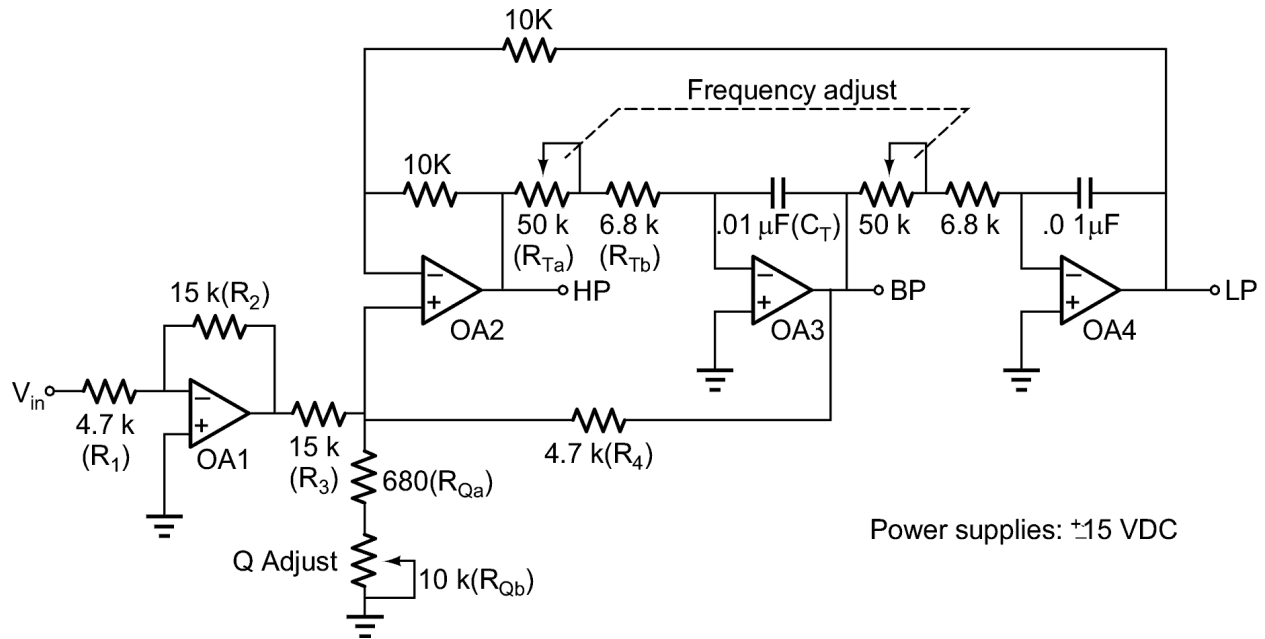 10K
Frequency adjust
10K
50 k
(R_Ta)
6.8 k
(R_Tb)
.01 μF(C_T)
50 k
6.8 k
.0 1μF
−
+
OA2
HP
−
+
OA3
BP
−
+
OA4
LP
15 k(R_2)
V_in
4.7 k
(R_1)
−
+
OA1
15 k
(R_3)
4.7 k(R_4)
680(R_Qa)
Q Adjust
10 k(R_Qb)
Power supplies: ±15 VDC